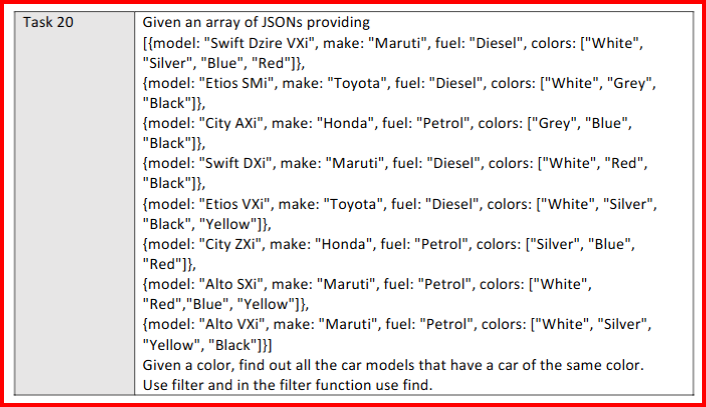 Task 20
Given an array of JSONs providing
[{model: "Swift Dzire VXi", make: "Maruti", fuel: "Diesel", colors: ["White",
"Silver", "Blue", "Red"]},
{model: "Etios SMi", make: "Toyota", fuel: "Diesel", colors: ["White", "Grey",
"Black"]},
{model: "City AXi", make: "Honda", fuel: "Petrol", colors: ["Grey", "Blue",
"Black"]},
{model: "Swift DXi", make: "Maruti", fuel: "Diesel", colors: ["White", "Red",
"Black"]},
{model: "Etios VXi", make: "Toyota", fuel: "Diesel", colors: ["White", "Silver",
"Black", "Yellow"]},
{model: "City ZXi", make: "Honda", fuel: "Petrol", colors: ["Silver", "Blue",
"Red"]},
{model: "Alto SXi", make: "Maruti", fuel: "Petrol", colors: ["White",
"Red","Blue", "Yellow"]},
{model: "Alto VXi", make: "Maruti", fuel: "Petrol", colors: ["White", "Silver",
"Yellow", "Black"]}]
Given a color, find out all the car models that have a car of the same color.
Use filter and in the filter function use find.